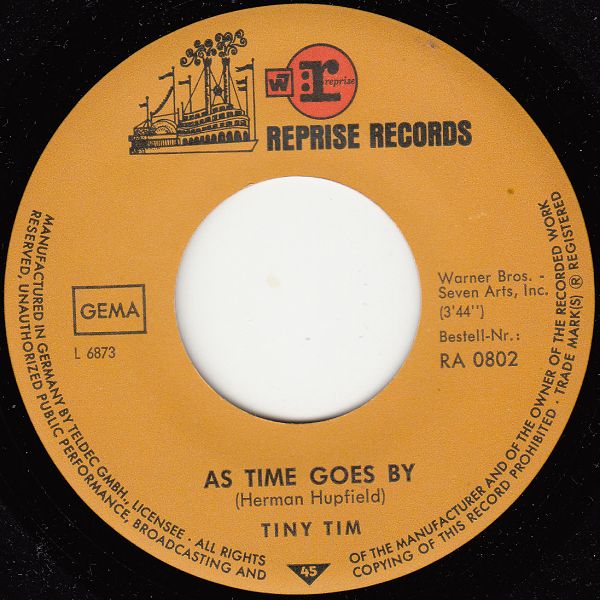 W7
r: reprise
REPRISE RECORDS
GEMA
L 6873
Warner Bros. -
Seven Arts, Inc.
(3'44")
Bestell-Nr.:
RA 0802
AS TIME GOES BY
(Herman Hupfield)
TINY TIM
45
MANUFACTURED IN GERMANY BY TELDEC GMBH., LICENSEE · ALL RIGHTS
RESERVED, UNAUTHORIZED PUBLIC PERFORMANCE, BROADCASTING AND
OF THE MANUFACTURER AND OF THE OWNER OF THE RECORDED WORK
COPYING OF THIS RECORD PROHIBITED · TRADE MARK(S) ® REGISTERED